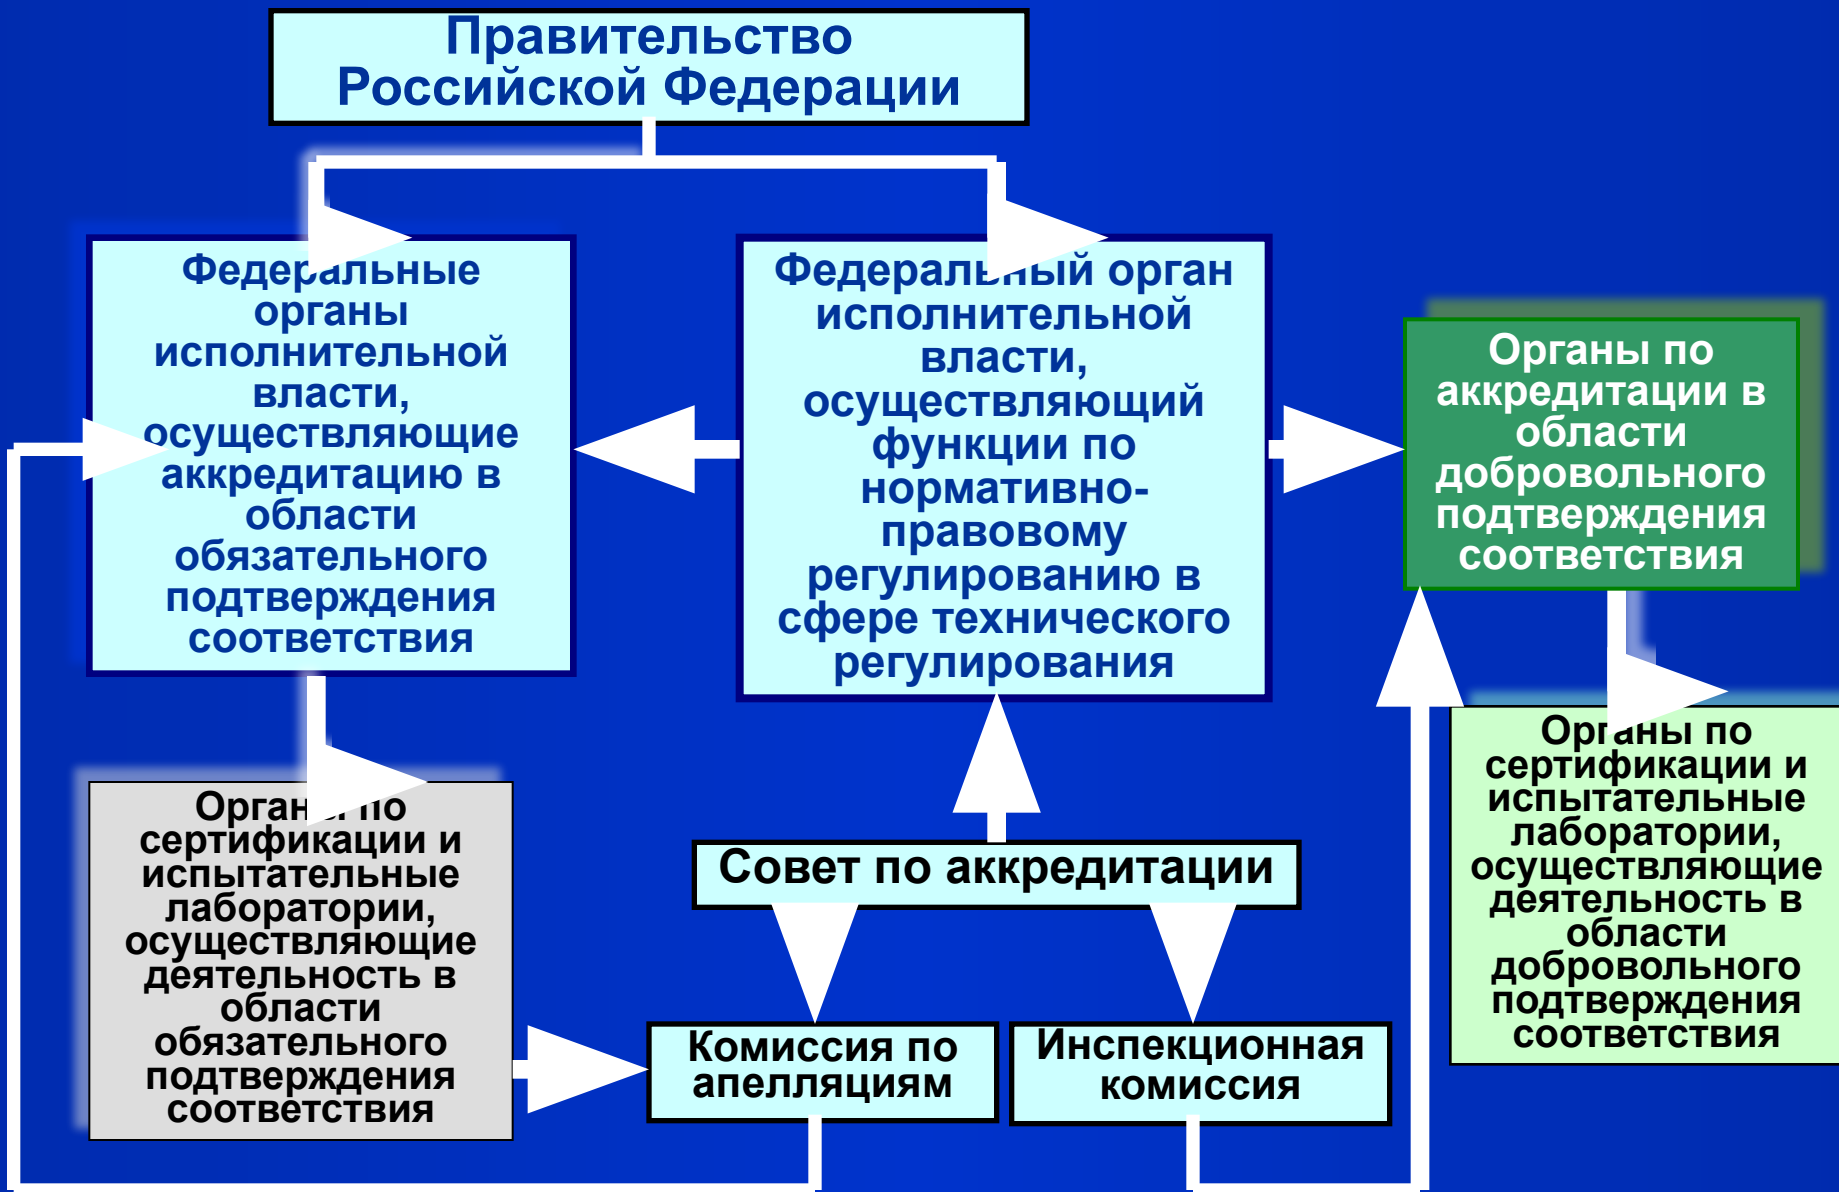 Правительство
Российской Федерации
Федеральные
органы
исполнительной
власти,
осуществляющие
аккредитацию в
области
обязательного
подтверждения
соответствия
Федеральный орган
исполнительной
власти,
осуществляющий
функции по
нормативно-
правовому
регулированию в
сфере технического
регулирования
Органы по
аккредитации в
области
добровольного
подтверждения
соответствия
Органы по
сертификации и
испытательные
лаборатории,
осуществляющие
деятельность в
области
обязательного
подтверждения
соответствия
Совет по аккредитации
Комиссия по
апелляциям
Инспекционная
комиссия
Органы по
сертификации и
испытательные
лаборатории,
осуществляющие
деятельность в
области
добровольного
подтверждения
соответствия